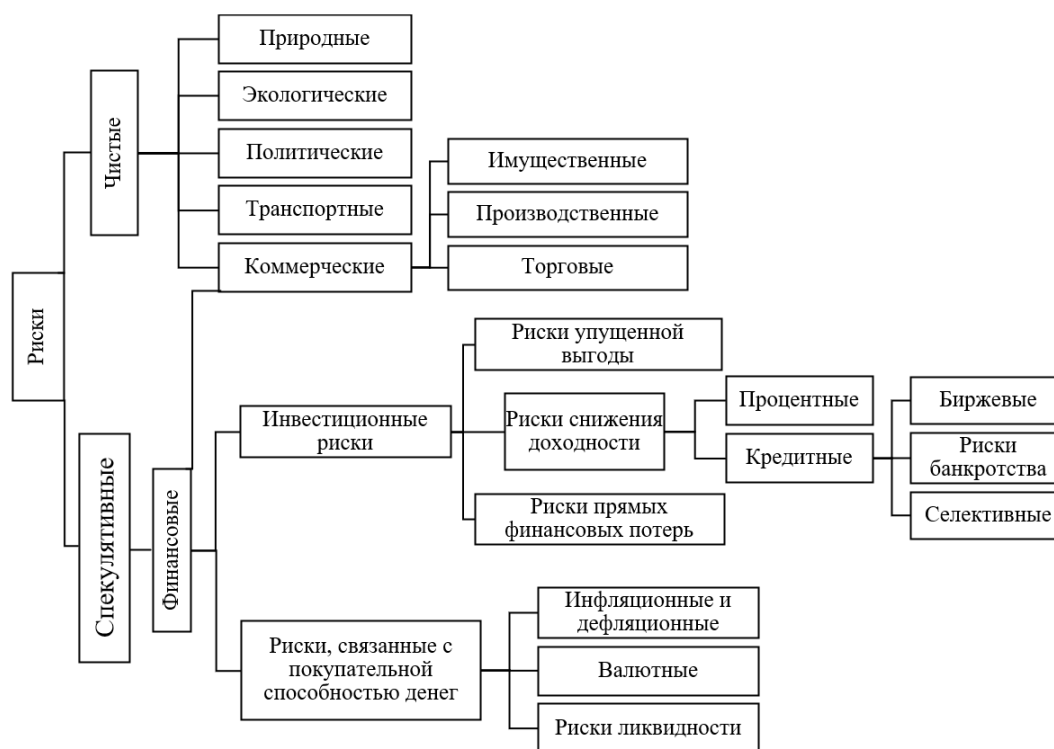 Риски
Чистые
Природные
Экологические
Политические
Транспортные
Коммерческие
Имущественные
Производственные
Торговые
Спекулятивные
Финансовые
Инвестиционные
риски
Риски упущенной
выгоды
Риски снижения
доходности
Процентные
Кредитные
Биржевые
Риски
банкротства
Селективные
Риски прямых
финансовых потерь
Риски, связанные с
покупательной
способностью денег
Инфляционные и
дефляционные
Валютные
Риски ликвидности